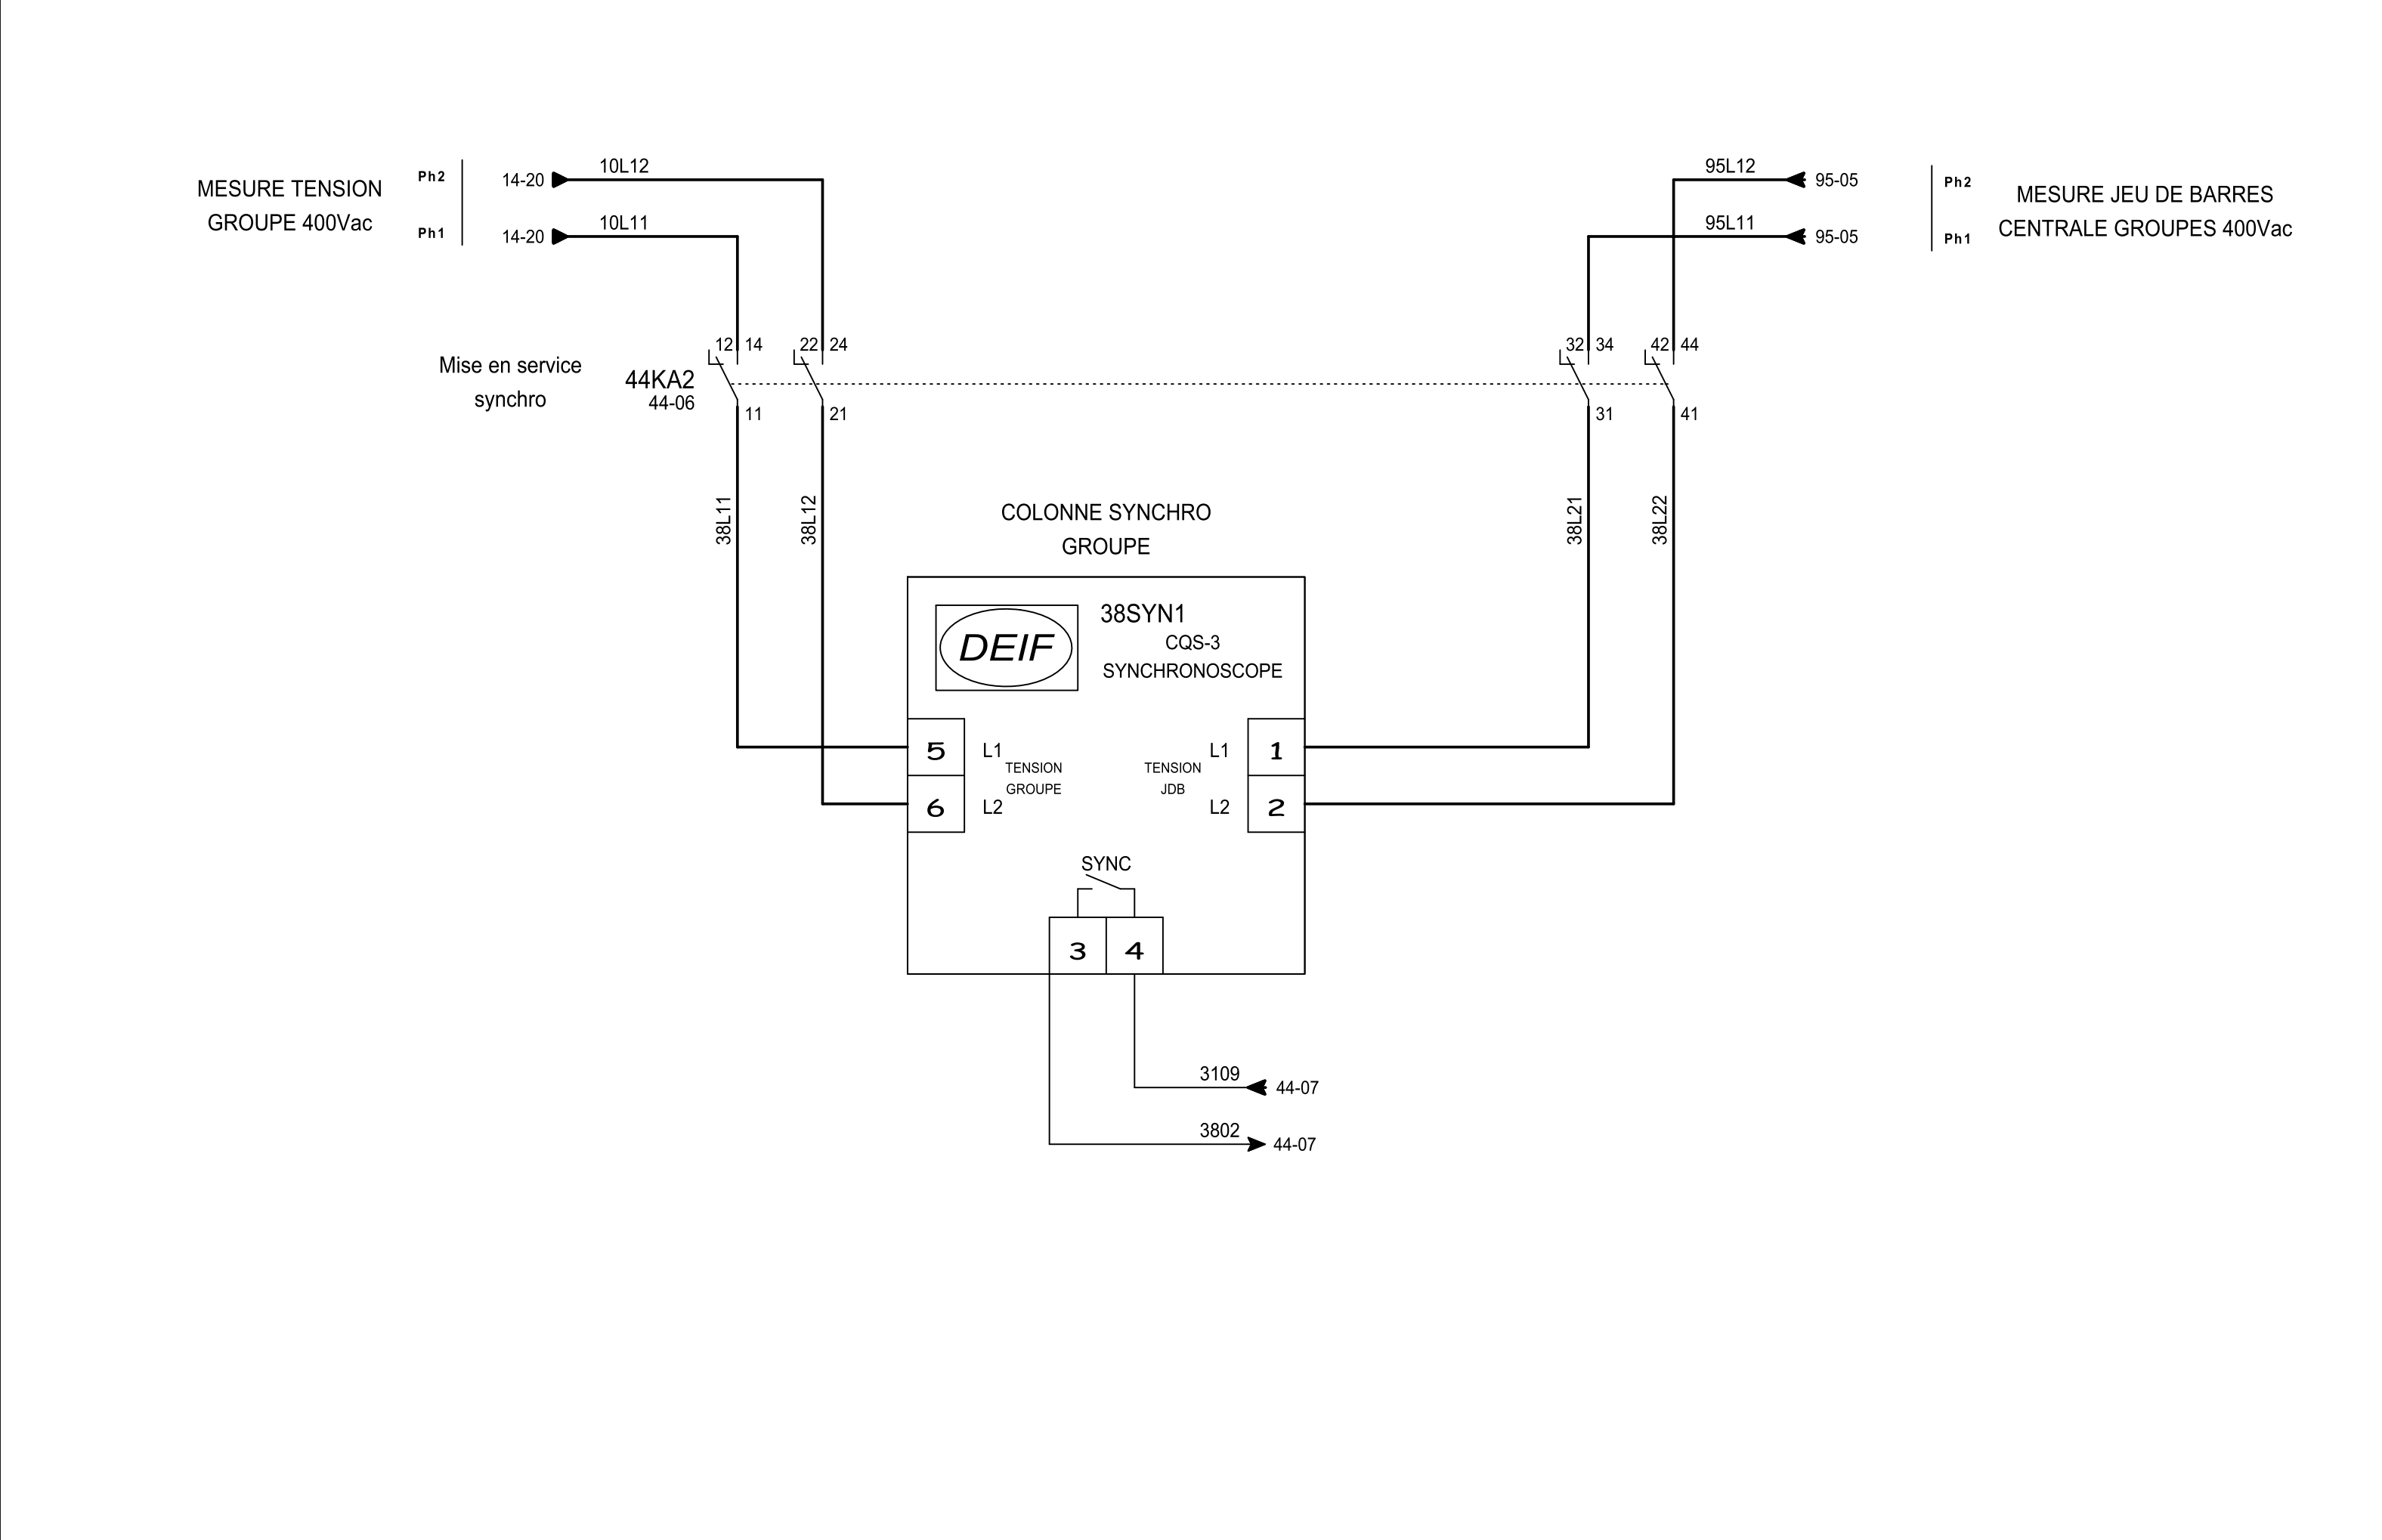 MESURE TENSION
GROUPE 400Vac
Ph2
Ph1
14-20
10L12
14-20
10L11
95L12
95-05
95L11
95-05
Ph2
Ph1
MESURE JEU DE BARRES
CENTRALE GROUPES 400Vac
Mise en service
synchro
44KA2
44-06
12 14
11
22 24
21
32 34
31
42 44
41
38L11
38L12
38L21
38L22
COLONNE SYNCHRO
GROUPE
DEIF
38SYN1
CQS-3
SYNCHRONOSCOPE
5 L1
TENSION
GROUPE
6 L2
L1 1
TENSION
JDB
L2 2
SYNC
3 4
3109
44-07
3802
44-07